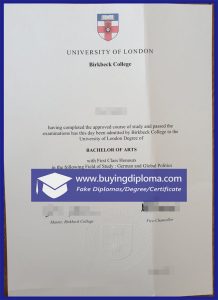 UNIVERSITY OF LONDON
Birkbeck College
having completed the approved course of study and passed the
examinations has this day been admitted by Birkbeck College to the
University of London Degree of
BACHELOR OF ARTS
with First Class Honours
in the following Field of Study : German and Global Politics
www.buyingdiploma.com
Fake Diplomas/Degree/Certificate
Master, Birkbeck College
Vice-Chancellor